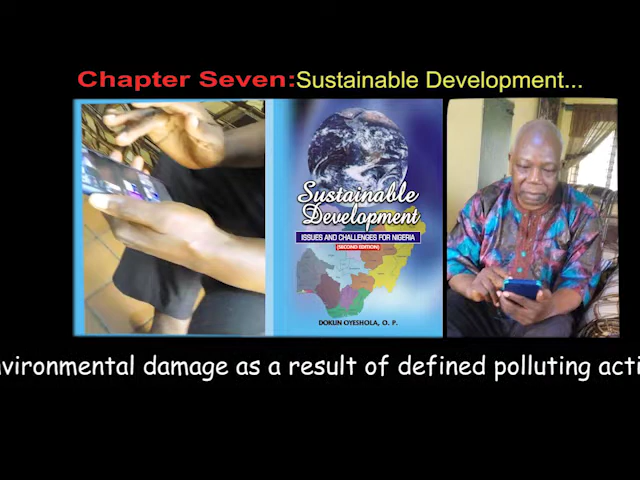 Chapter Seven:Sustainable Development...
Sustainable
Development
ISSUES AND CHALLENGES FOR NIGERIA
(SECOND EDITION)
DOKUN OYESHOLA, O. P.
nvironmental damage as a result of defined polluting acti